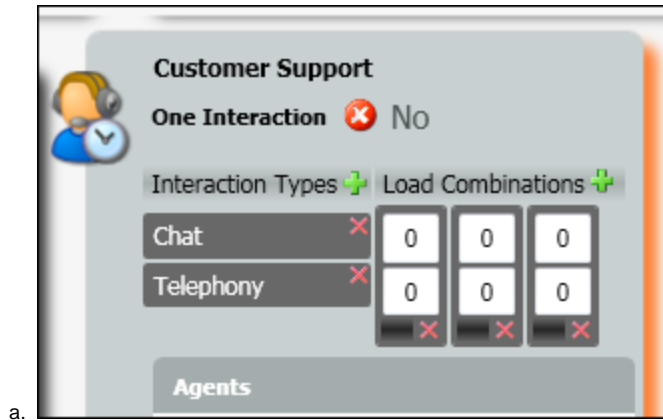 Customer Support
One Interaction No
Interaction Types Load Combinations
Chat 0 0 0
Telephony 0 0 0
Agents
a.